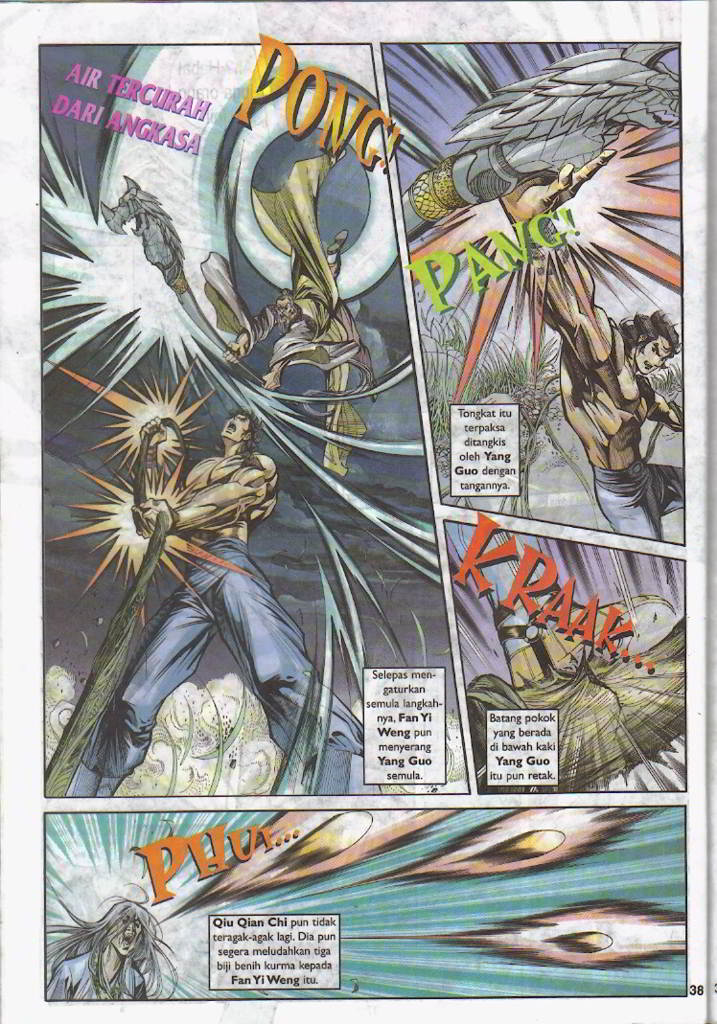 AIR TERCURAH
DARI ANGKASA
PONG!
PANG!
Tongkat itu
terpaksa
ditangkis
oleh Yang
Guo dengan
tangannya.
Selepas men-
gaturkan
semula langkah-
nya, Fan Yi
Weng pun
menyerang
Yang Guo
semula.
KRAAK...
Batang pokok
yang berada
di bawah kaki
Yang Guo
itu pun retak.
PHUI...
Qiu Qian Chi pun tidak
teragak-agak lagi. Dia pun
segera meludahkan tiga
biji benih kurma kepada
Fan Yi Weng itu.
38